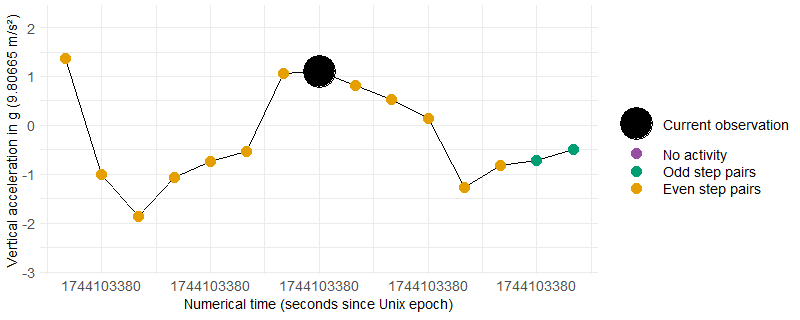 Vertical acceleration in g (9.80665 m/s²)
2
1
0
-1
-2
-3
1744103380 1744103380 1744103380 1744103380 1744103380
Numerical time (seconds since Unix epoch)
Current observation
No activity
Odd step pairs
Even step pairs